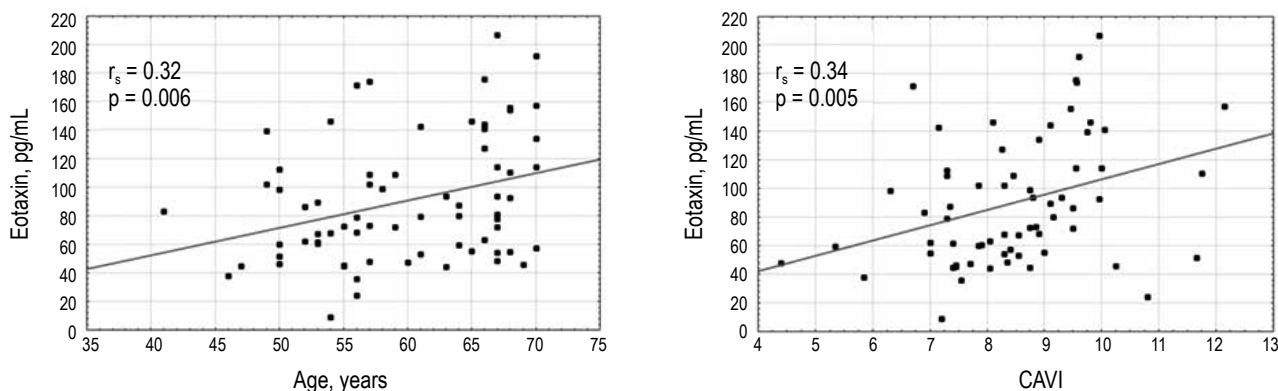 220
200
180
160
140
120
100
80
60
40
20
0
Eotaxin, pg/mL
r_s = 0.32
p = 0.006
35 40 45 50 55 60 65 70 75
Age, years
220
200
180
160
140
120
100
80
60
40
20
0
Eotaxin, pg/mL
r_s = 0.34
p = 0.005
4 5 6 7 8 9 10 11 12 13
CAVI